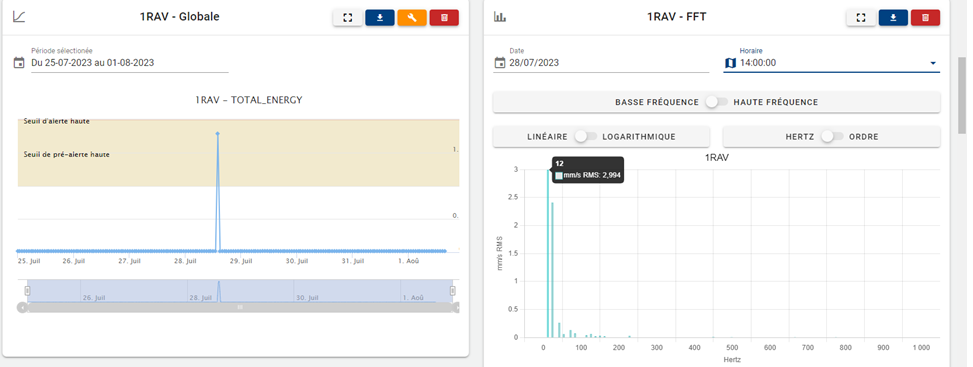 1RAV - Globale
Période sélectionée
Du 25-07-2023 au 01-08-2023
1RAV - TOTAL_ENERGY
Seuil d'alerte haute
1.
Seuil de pré-alerte haute
0.
25. Juil 26. Juil 27. Juil 28. Juil 29. Juil 30. Juil 31. Juil 1. Aoû
26. Juil 28. Juil 30. Juil 1. Aoû
1RAV - FFT
Date
28/07/2023
Horaire
14:00:00
BASSE FRÉQUENCE HAUTE FRÉQUENCE
LINÉAIRE LOGARITHMIQUE
HERTZ ORDRE
1RAV
12
mm/s RMS: 2,994
3
2.5
2
1.5
1
0.5
0
mm/s RMS
0 100 200 300 400 500 600 700 800 900 1 000
Hertz